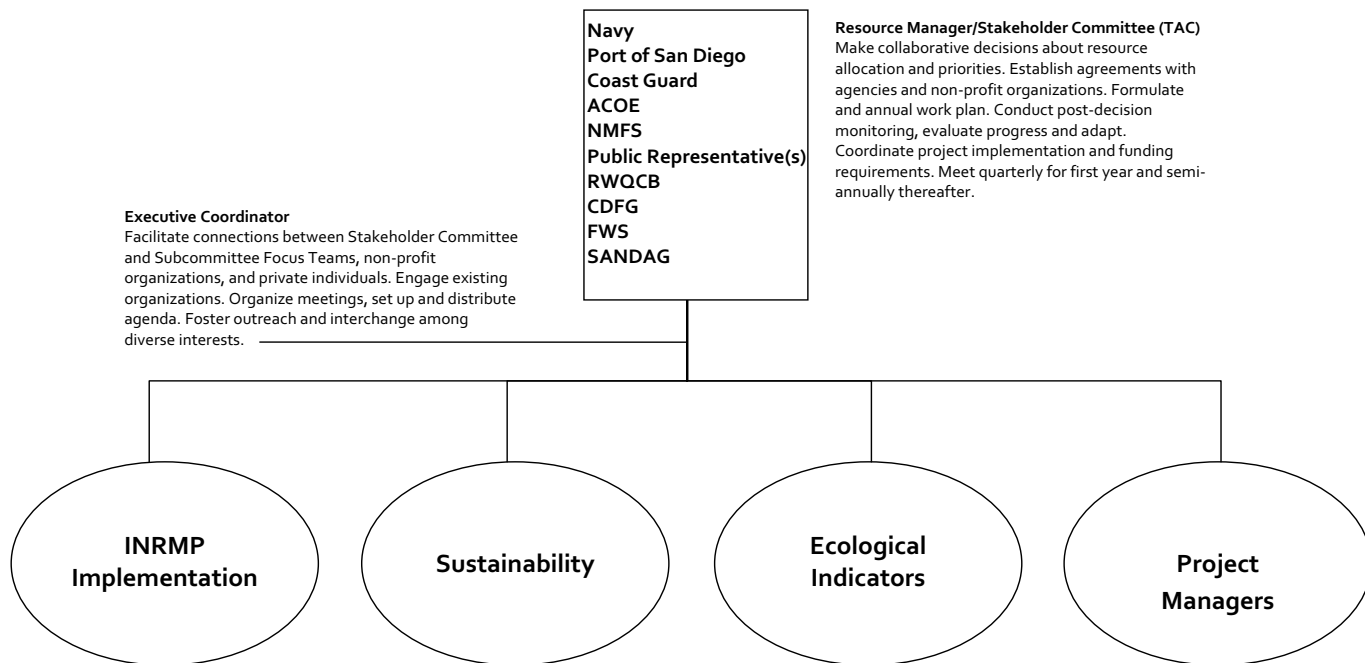 Navy
Port of San Diego
Coast Guard
ACOE
NMFS
Public Representative(s)
RWQCB
CDFG
FWS
SANDAG
Resource Manager/Stakeholder Committee (TAC)
Make collaborative decisions about resource
allocation and priorities. Establish agreements with
agencies and non-profit organizations. Formulate
and annual work plan. Conduct post-decision
monitoring, evaluate progress and adapt.
Coordinate project implementation and funding
requirements. Meet quarterly for first year and semi-
annually thereafter.
Executive Coordinator
Facilitate connections between Stakeholder Committee
and Subcommittee Focus Teams, non-profit
organizations, and private individuals. Engage existing
organizations. Organize meetings, set up and distribute
agenda. Foster outreach and interchange among
diverse interests.
INRMP
Implementation
Sustainability
Ecological
Indicators
Project
Managers